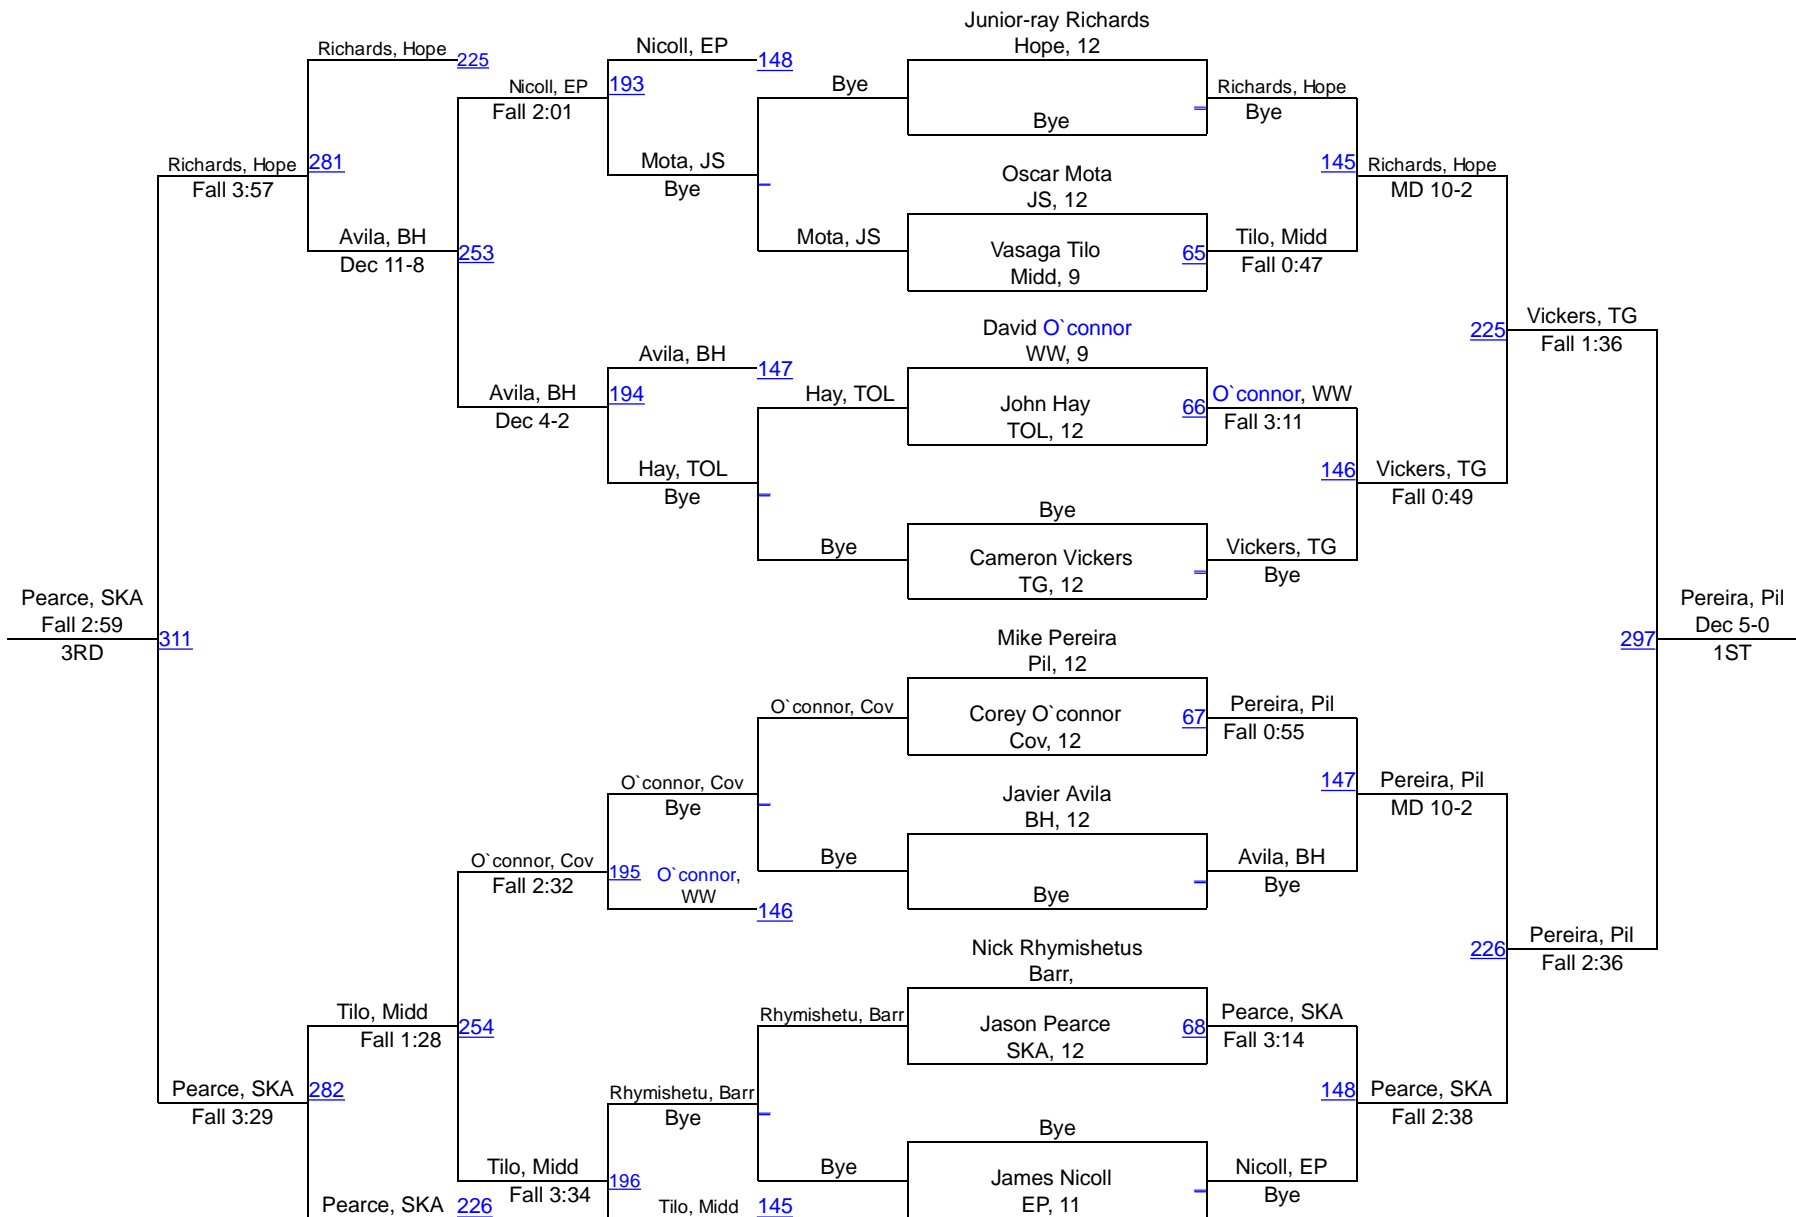 Junior-ray Richards
Hope, 12
Richards, Hope
225
Nicoll, EP
148
Nicoll, EP
193
Fall 2:01
Bye
Bye
Richards, Hope
Bye
Mota, JS
Bye
Richards, Hope
281
Fall 3:57
Oscar Mota
JS, 12
145
Richards, Hope
MD 10-2
Avila, BH
Dec 11-8
253
Mota, JS
Vasaga Tilo
Midd, 9
65
Tilo, Midd
Fall 0:47
David O`connor
WW, 9
225
Vickers, TG
Fall 1:36
Avila, BH
147
Avila, BH
194
Dec 4-2
Hay, TOL
John Hay
TOL, 12
66
O`connor, WW
Fall 3:11
Hay, TOL
Bye
146
Vickers, TG
Fall 0:49
Bye
Bye
Cameron Vickers
TG, 12
Vickers, TG
Bye
Pearce, SKA
Fall 2:59
3RD
311
297
Pereira, Pil
Dec 5-0
1ST
Mike Pereira
Pil, 12
O`connor, Cov
Corey O`connor
Cov, 12
67
Pereira, Pil
Fall 0:55
O`connor, Cov
Bye
Javier Avila
BH, 12
147
Pereira, Pil
MD 10-2
O`connor, Cov
Fall 2:32
195
O`connor,
WW
146
Bye
Bye
Avila, BH
Bye
Nick Rhymishetus
Barr,
226
Pereira, Pil
Fall 2:36
Tilo, Midd
Fall 1:28
254
Rhymishetu, Barr
Jason Pearce
SKA, 12
68
Pearce, SKA
Fall 3:14
Pearce, SKA
Fall 3:29
282
Rhymishetu, Barr
Bye
148
Pearce, SKA
Fall 2:38
Bye
Tilo, Midd
Fall 3:34
196
Bye
James Nicoll
EP, 11
Nicoll, EP
Bye
Pearce, SKA
226
Tilo, Midd
145